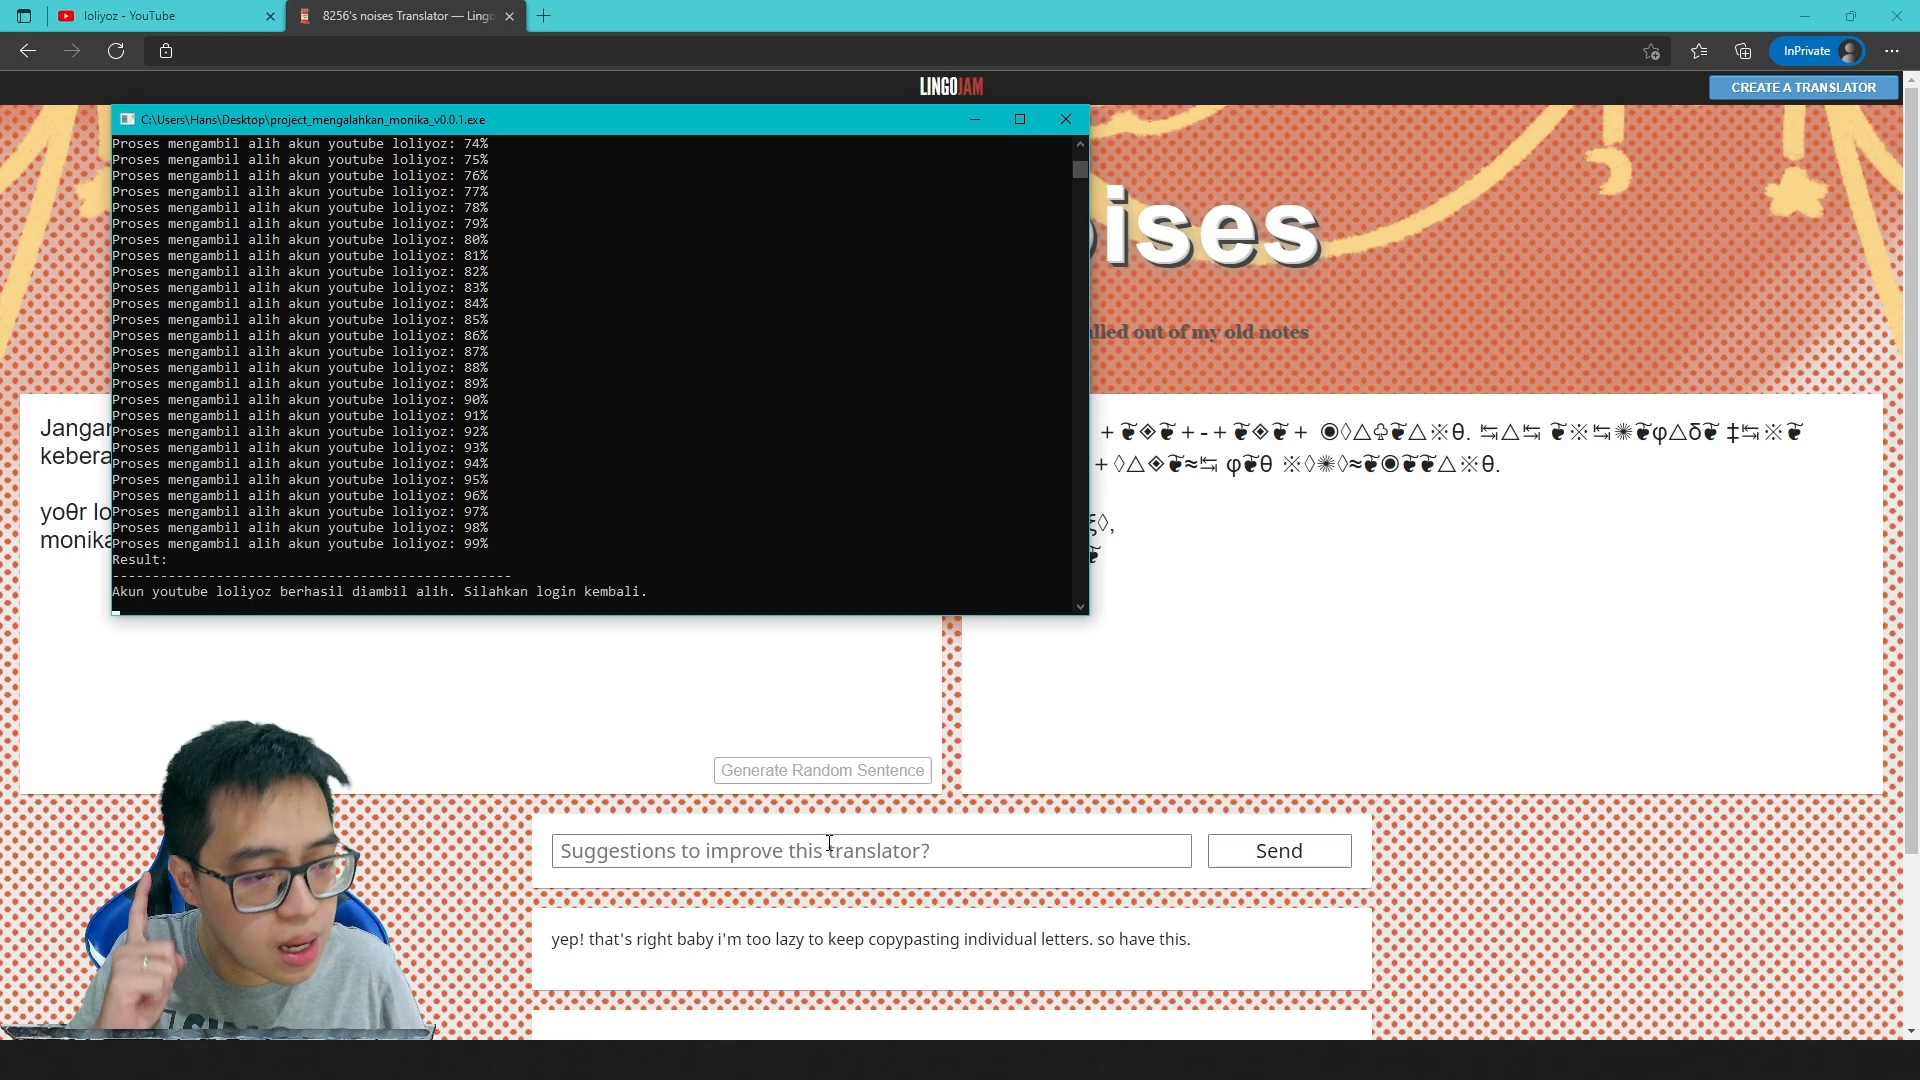 loliyoz - YouTube
8256's noises Translator — Lingo
InPrivate
LINGOJAM
CREATE A TRANSLATOR
C:\Users\Hans\Desktop\project_mengalahkan_monika_v0.0.1.exe
Proses mengambil alih akun youtube loliyoz: 74%
Proses mengambil alih akun youtube loliyoz: 75%
Proses mengambil alih akun youtube loliyoz: 76%
Proses mengambil alih akun youtube loliyoz: 77%
Proses mengambil alih akun youtube loliyoz: 78%
Proses mengambil alih akun youtube loliyoz: 79%
Proses mengambil alih akun youtube loliyoz: 80%
Proses mengambil alih akun youtube loliyoz: 81%
Proses mengambil alih akun youtube loliyoz: 82%
Proses mengambil alih akun youtube loliyoz: 83%
Proses mengambil alih akun youtube loliyoz: 84%
Proses mengambil alih akun youtube loliyoz: 85%
Proses mengambil alih akun youtube loliyoz: 86%
Proses mengambil alih akun youtube loliyoz: 87%
Proses mengambil alih akun youtube loliyoz: 88%
Proses mengambil alih akun youtube loliyoz: 89%
Proses mengambil alih akun youtube loliyoz: 90%
Proses mengambil alih akun youtube loliyoz: 91%
Proses mengambil alih akun youtube loliyoz: 92%
Proses mengambil alih akun youtube loliyoz: 93%
Proses mengambil alih akun youtube loliyoz: 94%
Proses mengambil alih akun youtube loliyoz: 95%
Proses mengambil alih akun youtube loliyoz: 96%
Proses mengambil alih akun youtube loliyoz: 97%
Proses mengambil alih akun youtube loliyoz: 98%
Proses mengambil alih akun youtube loliyoz: 99%
Result:
--------------------------------------------------
Akun youtube loliyoz berhasil diambil alih. Silahkan login kembali.
ises
lled out of my old notes
Jangar
kebera
yoθr lo
monika
+❦◈❦+-+❦◈❦+ ◉◊△♧❦△※θ. ↹△↹ ❦※↹✺❦φ△δ❦ ‡↹※❦
+◊△◈❦≈↹ φ❦θ ※◊✺◊≈❦◉❦❦△※θ.
ξ◊,
❦
Generate Random Sentence
Suggestions to improve this translator?
Send
yep! that's right baby i'm too lazy to keep copypasting individual letters. so have this.